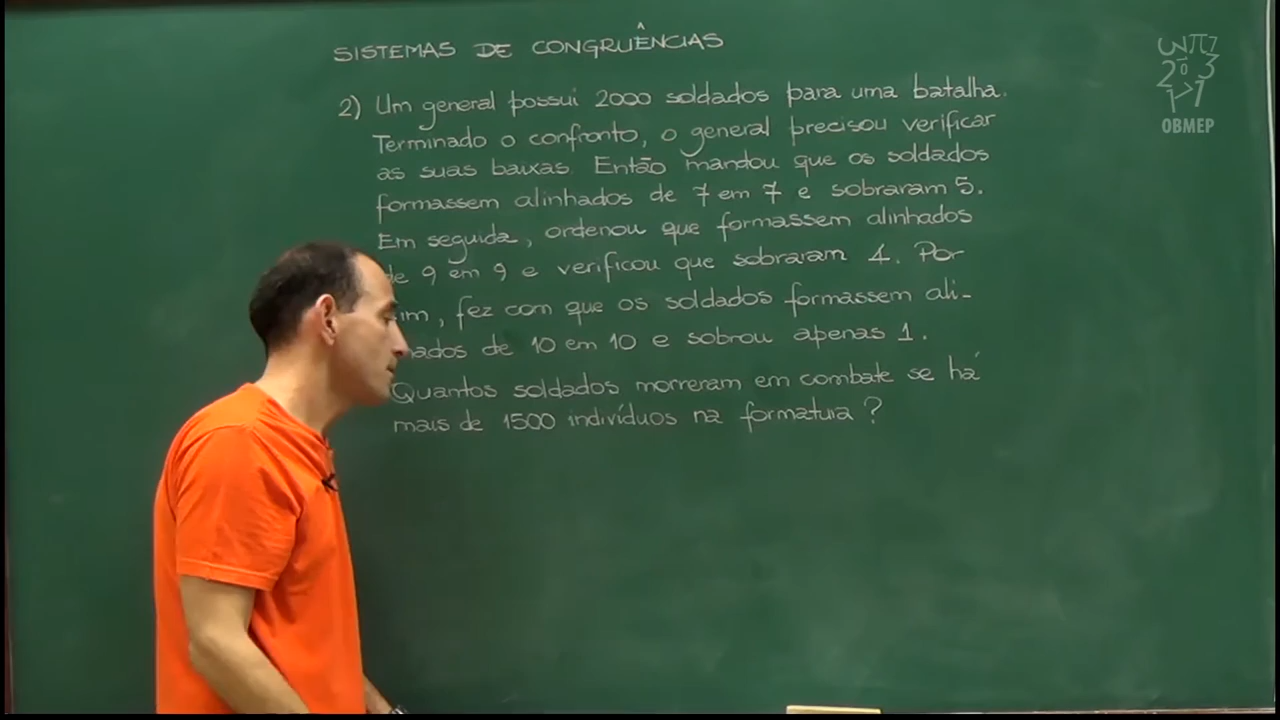 SISTEMAS DE CONGRUÊNCIAS
2) Um general possui 2000 soldados para uma batalha.
Terminado o confronto, o general precisou verificar
as suas baixas. Então mandou que os soldados
formassem alinhados de 7 em 7 e sobraram 5.
Em seguida, ordenou que formassem alinhados
de 9 em 9 e verificou que sobraram 4. Por
im, fez com que os soldados formassem ali-
hados de 10 em 10 e sobrou apenas 1.
Quantos soldados morreram em combate se há
mais de 1500 indivíduos na formatura?
OBMEP